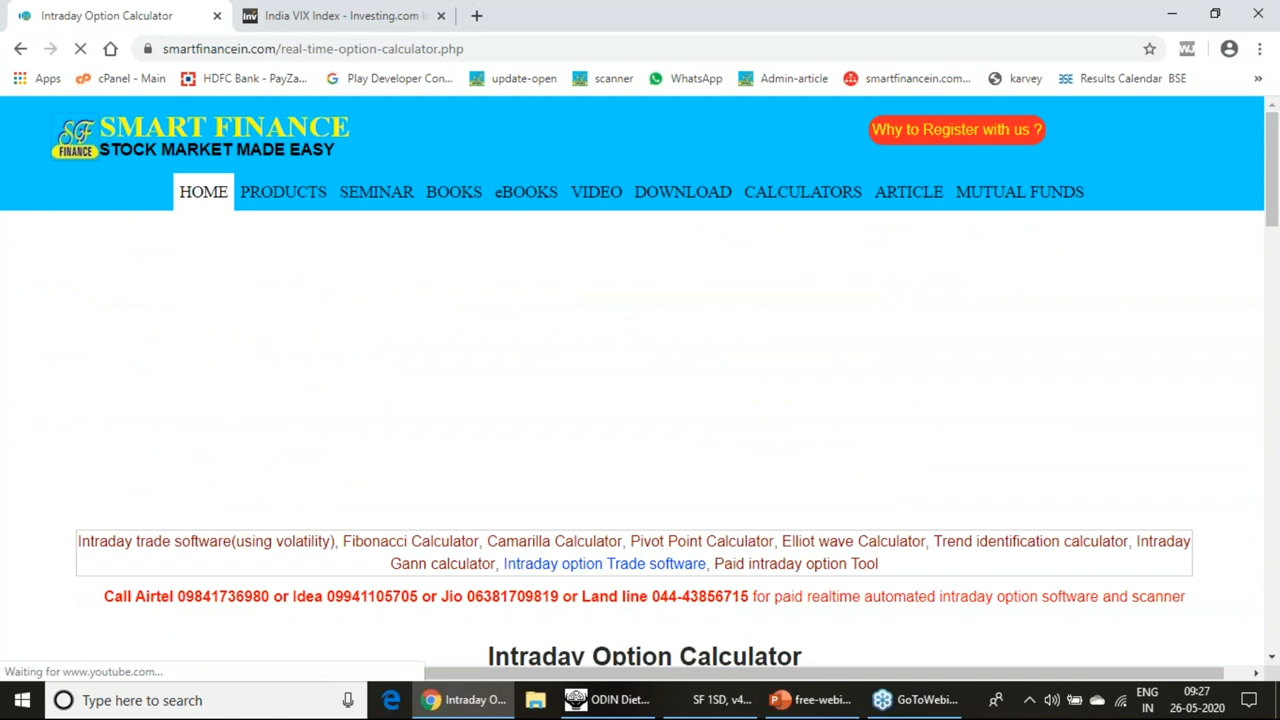 Intraday Option Calculator
India VIX Index - Investing.com I
smartfinancein.com/real-time-option-calculator.php
Apps cPanel - Main HDFC Bank - PayZa... Play Developer Con... update-open scanner WhatsApp Admin-article smartfinancein.com... karvey Results Calendar BSE
SMART FINANCE
STOCK MARKET MADE EASY
SF
FINANCE
Why to Register with us ?
HOME PRODUCTS SEMINAR BOOKS eBOOKS VIDEO DOWNLOAD CALCULATORS ARTICLE MUTUAL FUNDS
Intraday trade software(using volatility), Fibonacci Calculator, Camarilla Calculator, Pivot Point Calculator, Elliot wave Calculator, Trend identification calculator, Intraday
Gann calculator, Intraday option Trade software, Paid intraday option Tool
Call Airtel 09841736980 or Idea 09941105705 or Jio 06381709819 or Land line 044-43856715 for paid realtime automated intraday option software and scanner
Intraday Option Calculator
Waiting for www.youtube.com...
Type here to search
Intraday O...
ODIN Diet...
SF 1SD, v4...
free-webi...
GoToWebi...
ENG
IN
09:27
26-05-2020